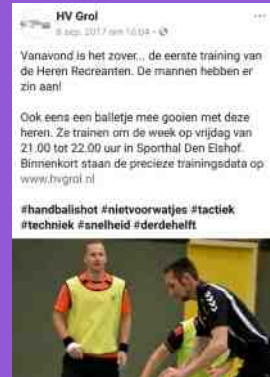 HV Grol
8 sep. 2017 om 16:04
Vanavond is het zover... de eerste training van
de Heren Recreanten. De mannen hebben er
zin aan!
Ook eens een balletje mee gooien met deze
heren. Ze trainen om de week op vrijdag van
21.00 tot 22.00 uur in Sporthal Den Elshof.
Binnenkort staan de precieze trainingsdata op
www.hvgrol.nl
#handbalishot #nietvoorwatjes #tactiek
#techniek #snelheid #derdehelft